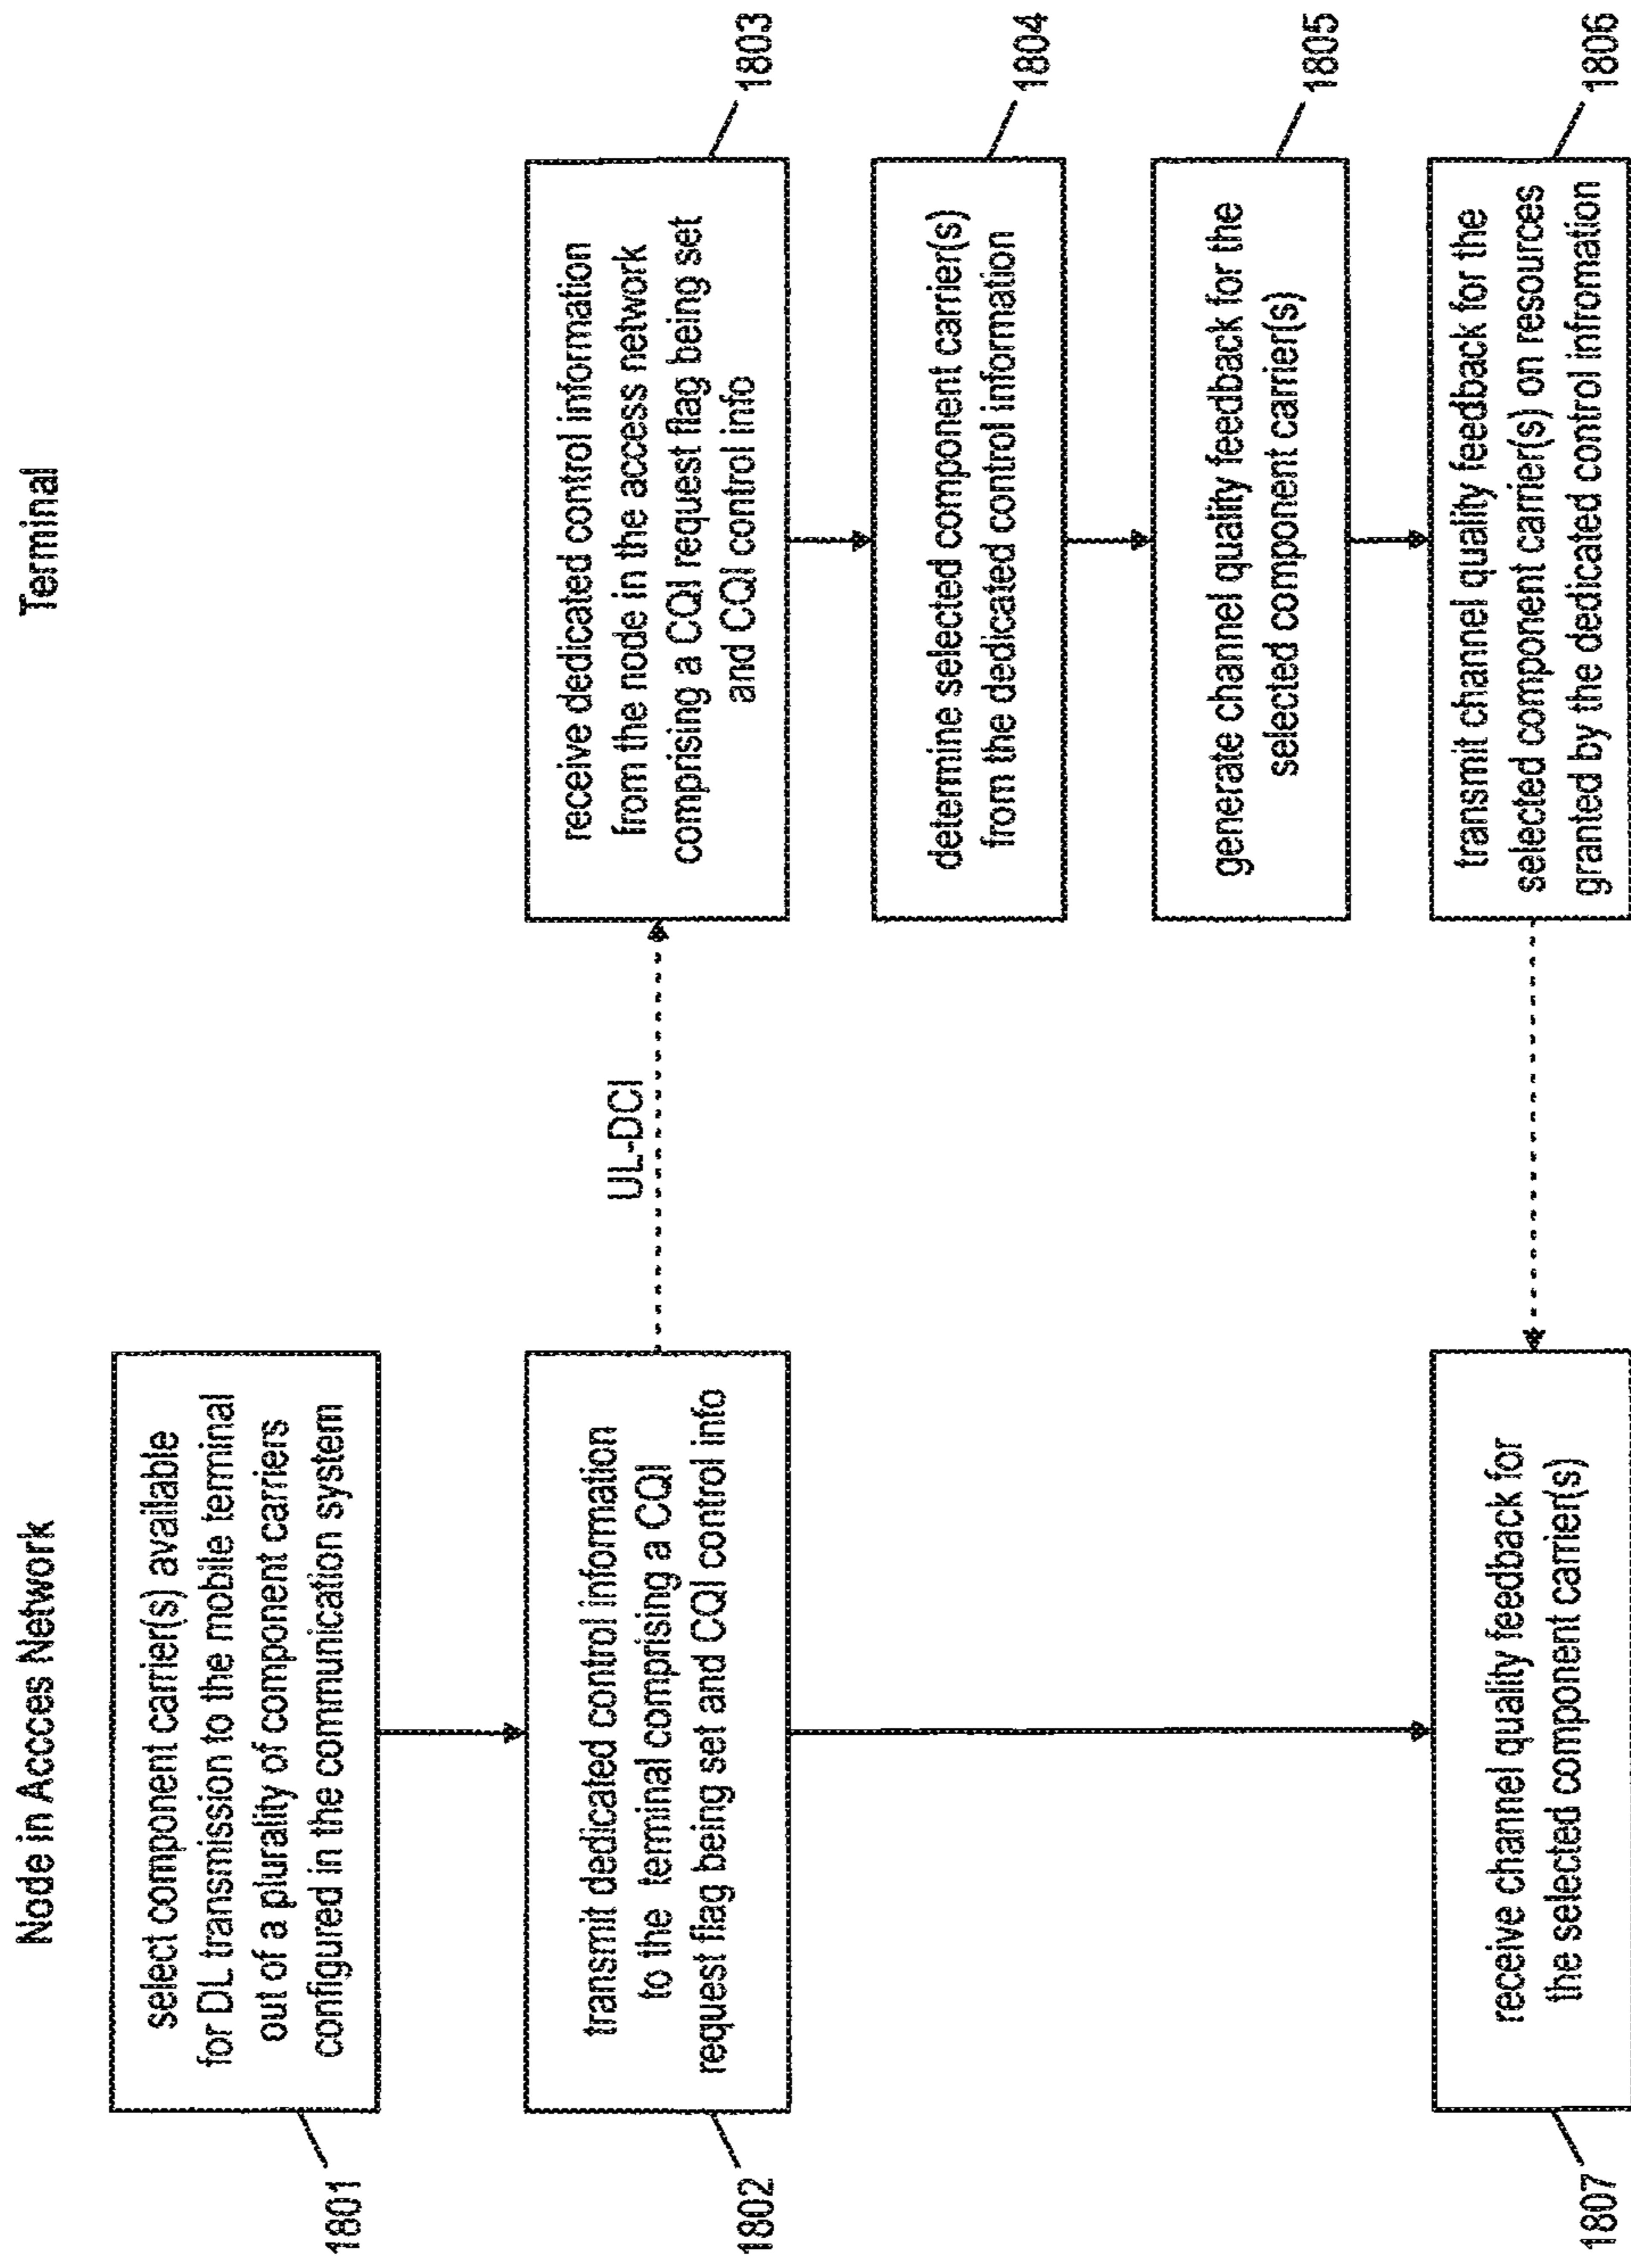 Node in Acces Network
Terminal
select component carrier(s) available
for DL transmission to the mobile terminal
out of a plurality of component carriers
configured in the communication system
1801
transmit dedicated control information
to the terminal comprising a CQI
request flag being set and CQI control info
1802
UL-DCI
receive dedicated control information
from the node in the access network
comprising a CQI request flag being set
and CQI control info
1803
determine selected component carrier(s)
from the dedicated control information
1804
generate channel quality feedback for the
selected component carrier(s)
1805
transmit channel quality feedback for the
selected component carrier(s) on resources
granted by the dedicated control infromation
1806
receive channel quality feedback for
the selected component carrier(s)
1807